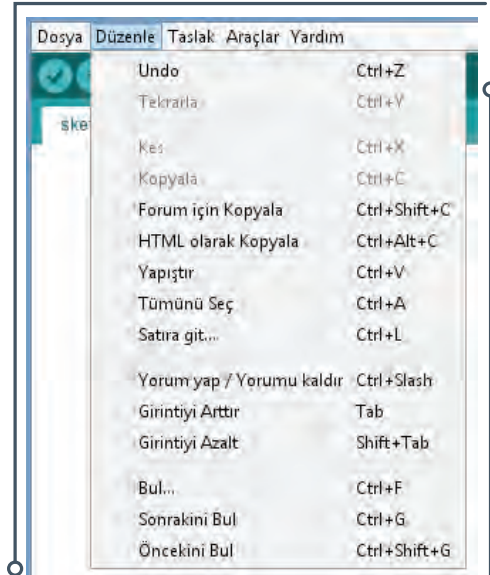 Dosya Düzenle Taslak Araçlar Yardım
ske
Undo Ctrl+Z
Tekrarla Ctrl+Y
Kes Ctrl+X
Kopyala Ctrl+C
Forum için Kopyala Ctrl+Shift+C
HTML olarak Kopyala Ctrl+Alt+C
Yapıştır Ctrl+V
Tümünü Seç Ctrl+A
Satıra git.... Ctrl+L
Yorum yap / Yorumu kaldır Ctrl+Slash
Girintiyi Arttır Tab
Girintiyi Azalt Shift+Tab
Bul... Ctrl+F
Sonrakini Bul Ctrl+G
Öncekini Bul Ctrl+Shift+G